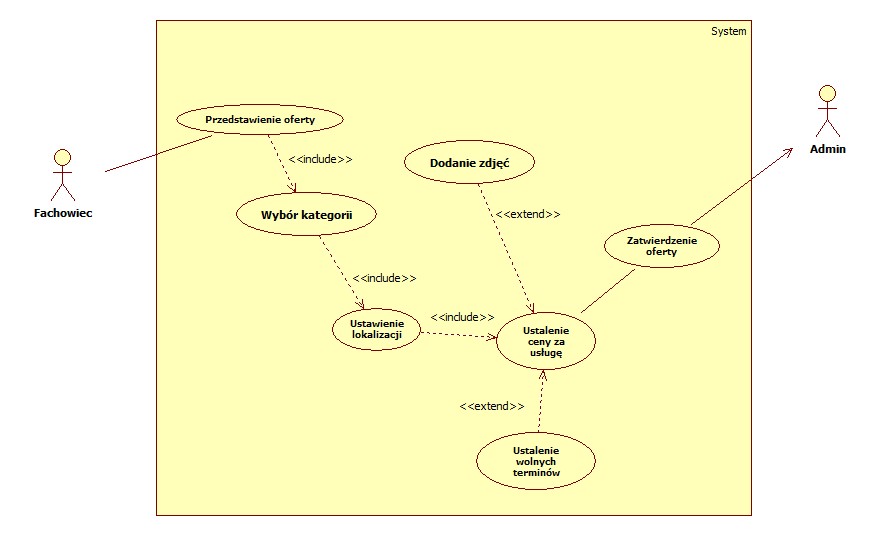 System
Przedstawienie oferty
<<include>>
Dodanie zdjęć
Admin
Fachowiec
Wybór kategorii
<<extend>>
Zatwierdzenie
oferty
<<include>>
Ustawienie
lokalizacji
<<include>>
Ustalenie
ceny za
usługę
<<extend>>
Ustalenie
wolnych
terminów